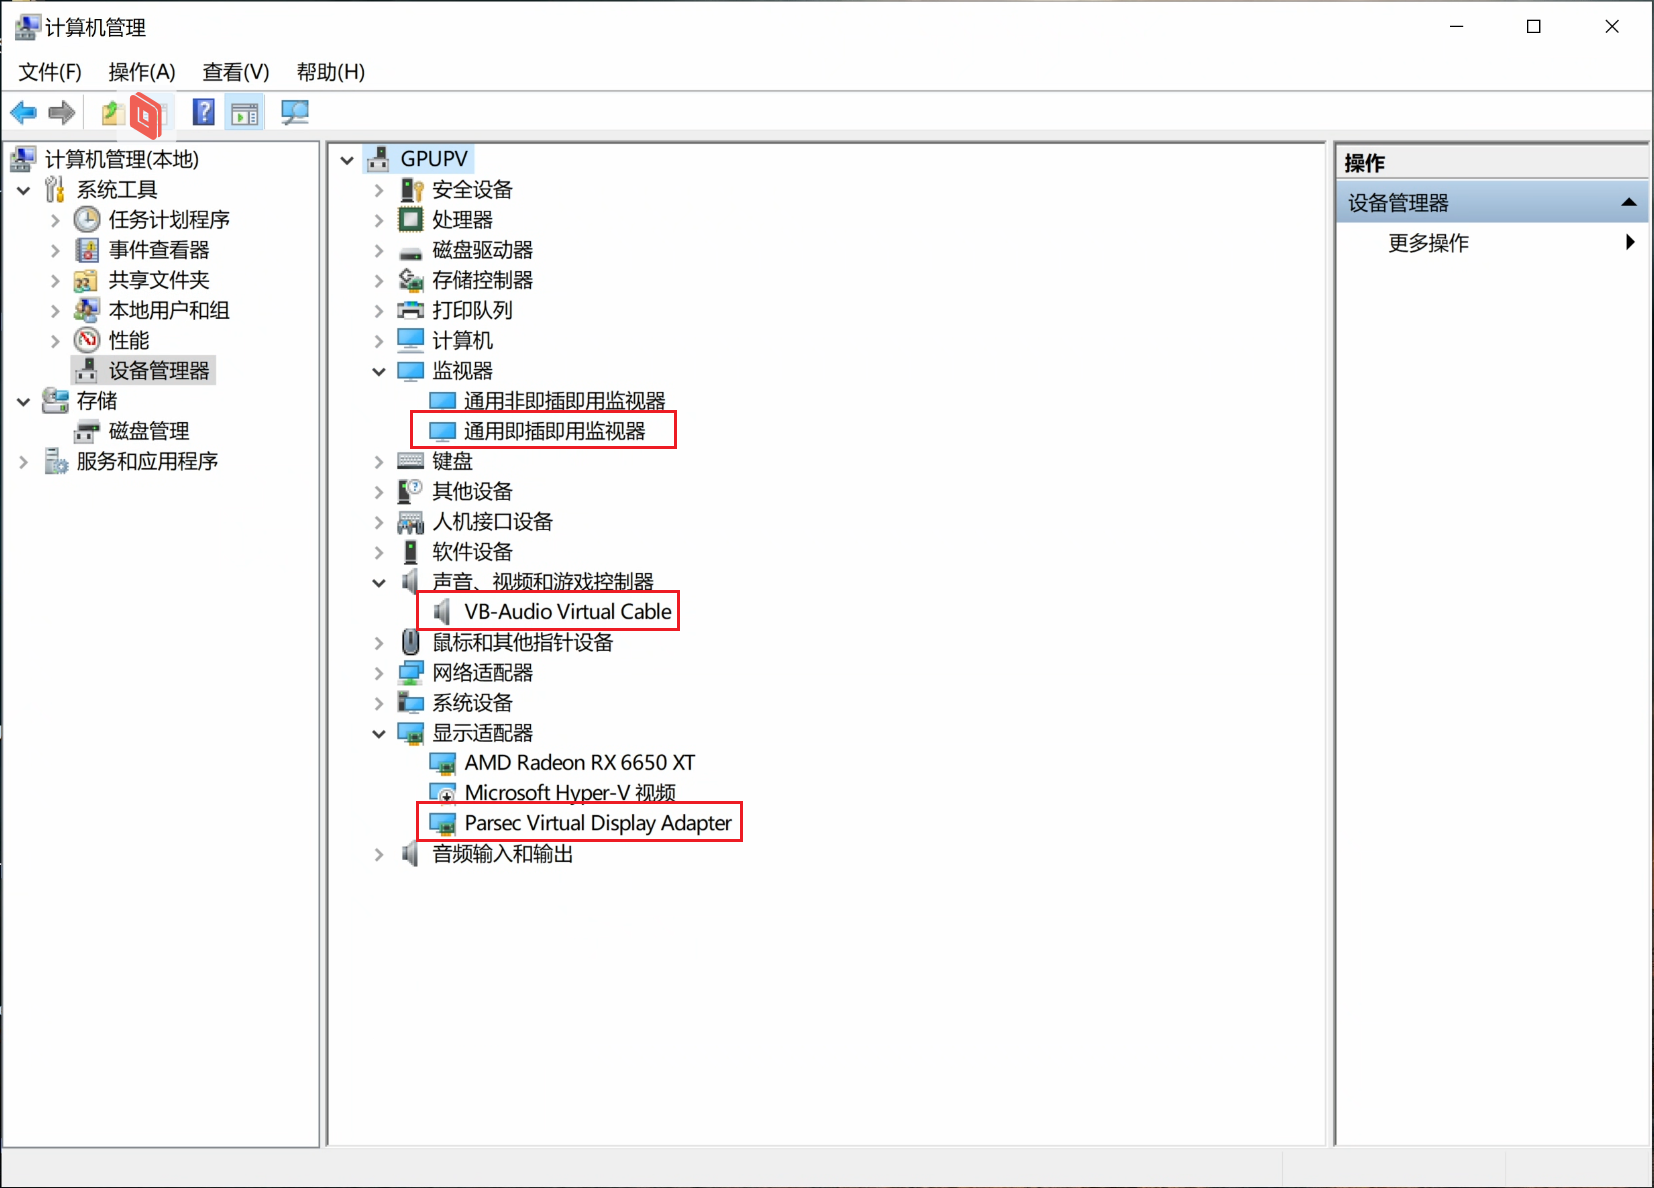 计算机管理
文件(F) 操作(A) 查看(V) 帮助(H)
计算机管理(本地)
系统工具
任务计划程序
事件查看器
共享文件夹
本地用户和组
性能
设备管理器
存储
磁盘管理
服务和应用程序
GPUPV
安全设备
处理器
磁盘驱动器
存储控制器
打印队列
计算机
监视器
通用非即插即用监视器
通用即插即用监视器
键盘
其他设备
人机接口设备
软件设备
声音、视频和游戏控制器
VB-Audio Virtual Cable
鼠标和其他指针设备
网络适配器
系统设备
显示适配器
AMD Radeon RX 6650 XT
Microsoft Hyper-V 视频
Parsec Virtual Display Adapter
音频输入和输出
操作
设备管理器
更多操作